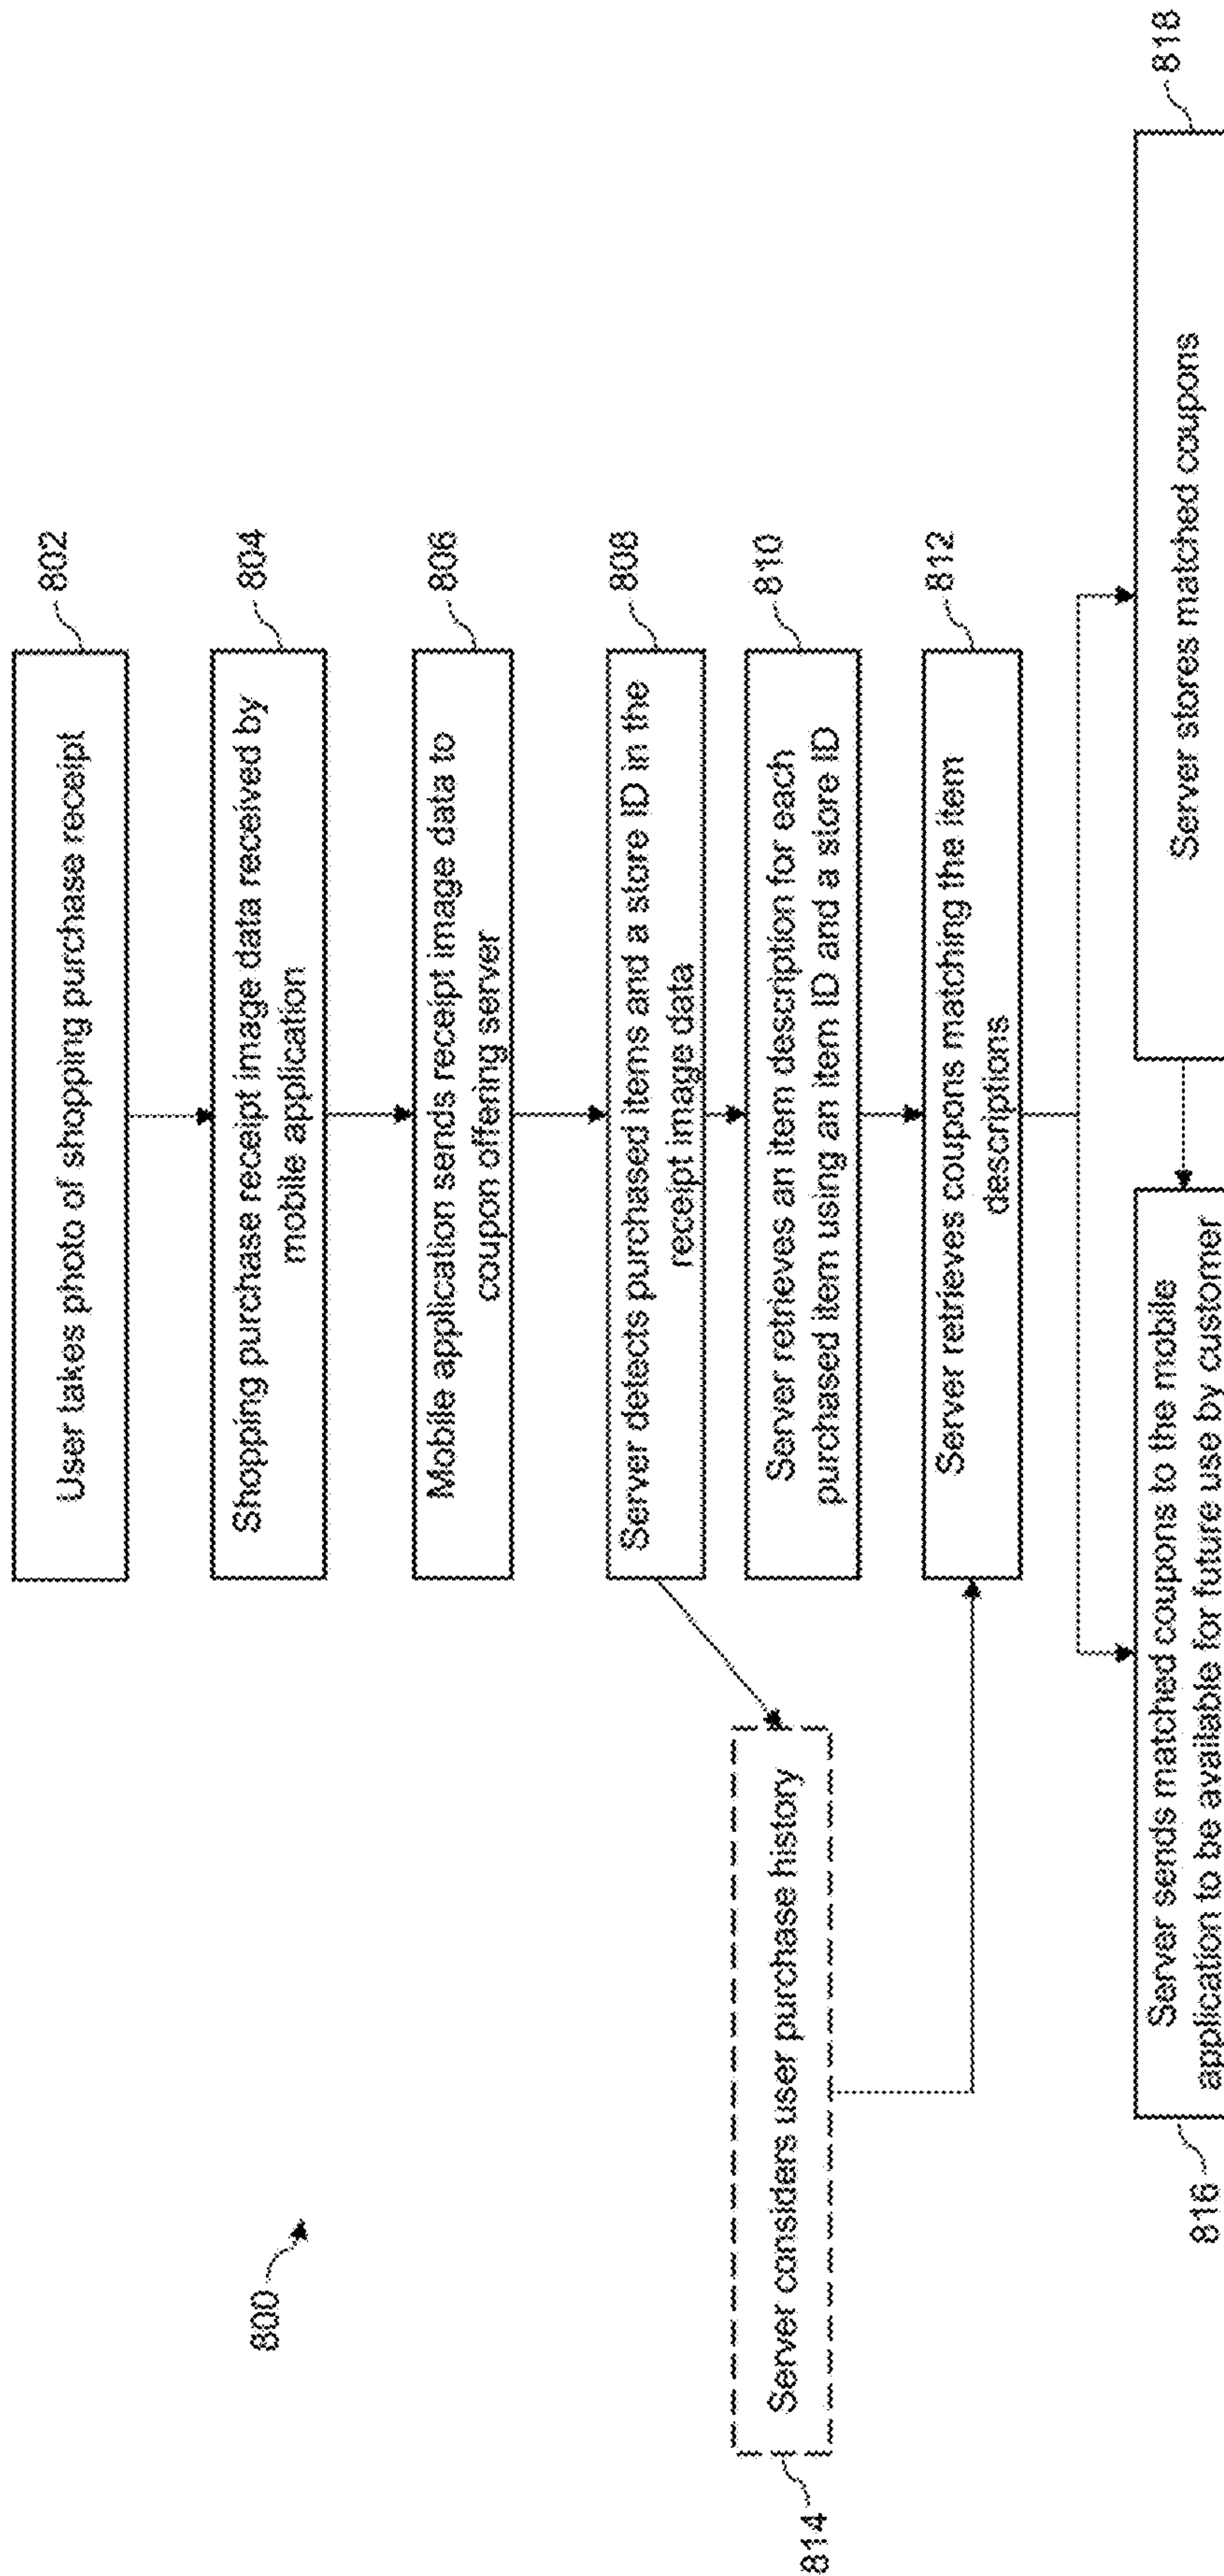 800
802
User takes photo of shopping purchase receipt
804
Shopping purchase receipt image data received by
mobile application
806
Mobile application sends receipt image data to
coupon offering server
808
Server detects purchased items and a store ID in the
receipt image data
810
Server retrieves an item description for each
purchased item using an item ID and a store ID
814
Server considers user purchase history
812
Server retrieves coupons matching the item
descriptions
816
Server sends matched coupons to the mobile
application to be available for future use by customer
818
Server stores matched coupons